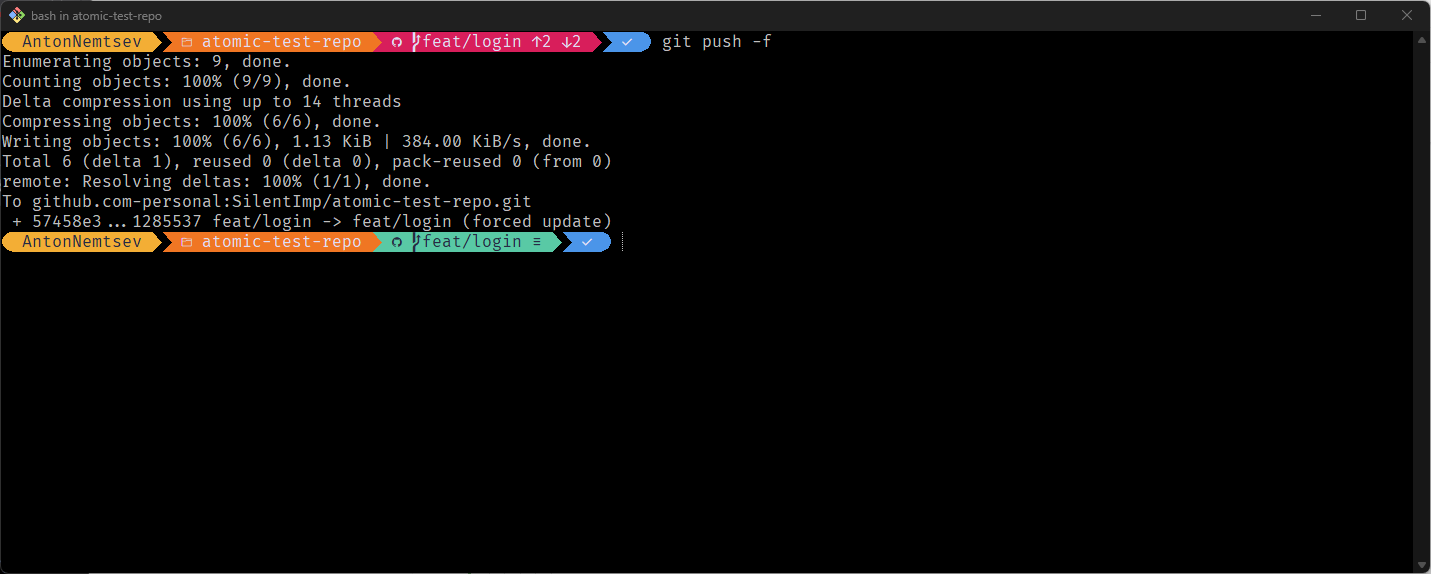 bash in atomic-test-repo
AntonNemtsev atomic-test-repo feat/login ↑2 ↓2 ✓ git push -f
Enumerating objects: 9, done.
Counting objects: 100% (9/9), done.
Delta compression using up to 14 threads
Compressing objects: 100% (6/6), done.
Writing objects: 100% (6/6), 1.13 KiB | 384.00 KiB/s, done.
Total 6 (delta 1), reused 0 (delta 0), pack-reused 0 (from 0)
remote: Resolving deltas: 100% (1/1), done.
To github.com-personal:SilentImp/atomic-test-repo.git
 + 57458e3...1285537 feat/login -> feat/login (forced update)
AntonNemtsev atomic-test-repo feat/login ≡ ✓